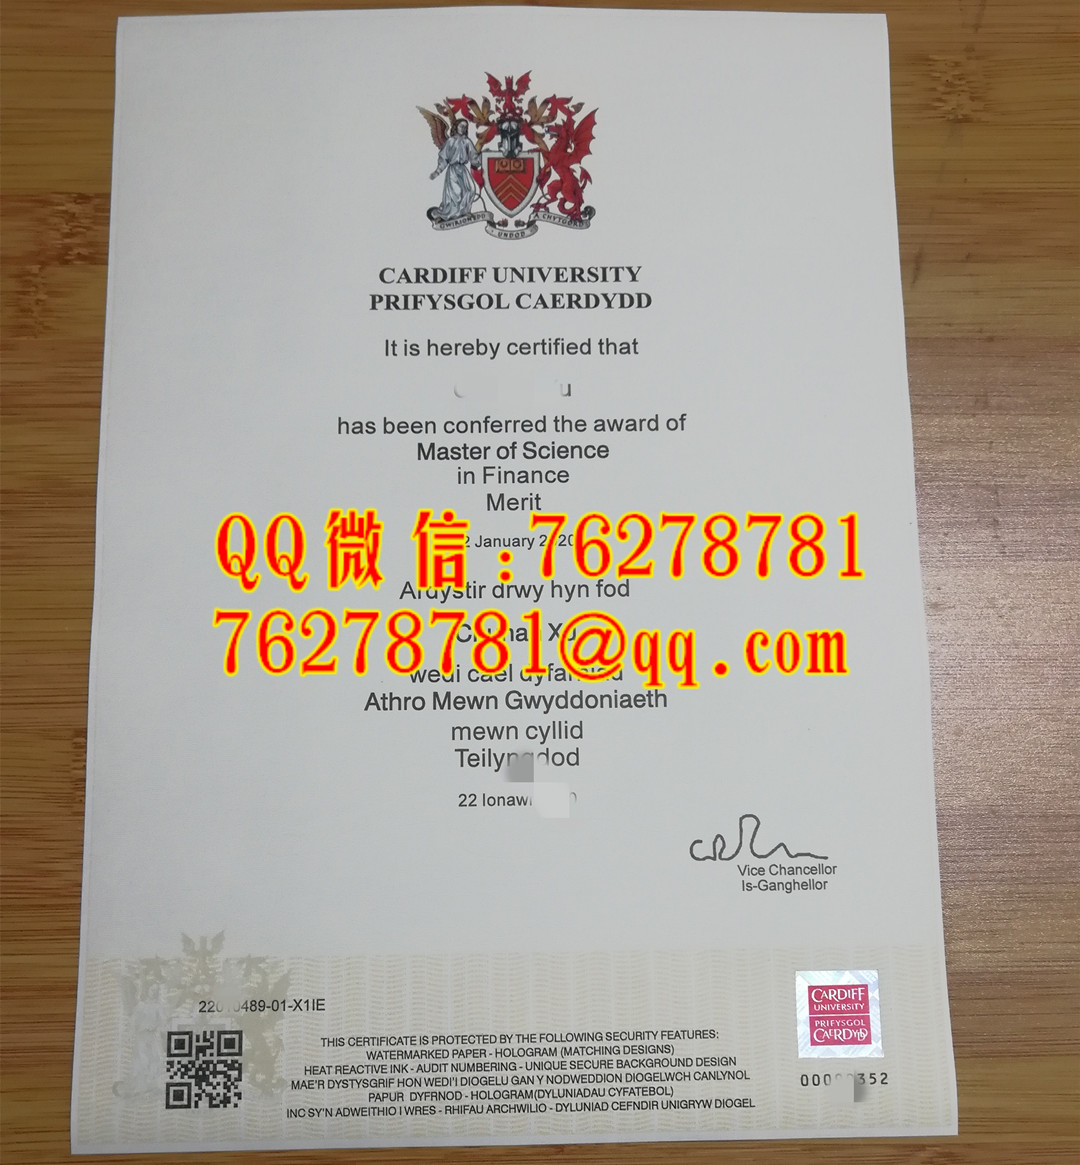 GWIRIONEDD UNDOD A CHYTGORD
CARDIFF UNIVERSITY
PRIFYSGOL CAERDYDD
It is hereby certified that
has been conferred the award of
Master of Science
in Finance
Merit
January
QQ微信:76278781
Ardystir drwy hyn fod
76278781@qq.com
wedi cael
Athro Mewn Gwyddoniaeth
mewn cyllid
22
Vice Chancellor
Is-Ganghellor
CARDIFF
UNIVERSITY
PRIFYSGOL
CAERDYDD
THIS CERTIFICATE IS PROTECTED BY THE FOLLOWING SECURITY FEATURES:
WATERMARKED PAPER - HOLOGRAM (MATCHING DESIGNS)
HEAT REACTIVE INK - AUDIT NUMBERING - UNIQUE SECURE BACKGROUND DESIGN
MAE'R DYSTYSGRIF HON WEDI'I DIOGELU GAN Y NODWEDDION DIOGELWCH CANLYNOL
PAPUR DYFRNOD - HOLOGRAM(DYLUNIADAU CYFATEBOL)
INC SY'N ADWEITHIO I WRES - RHIFAU ARCHWILIO - DYLUNIAD CEFNDIR UNIGRYW DIOGEL